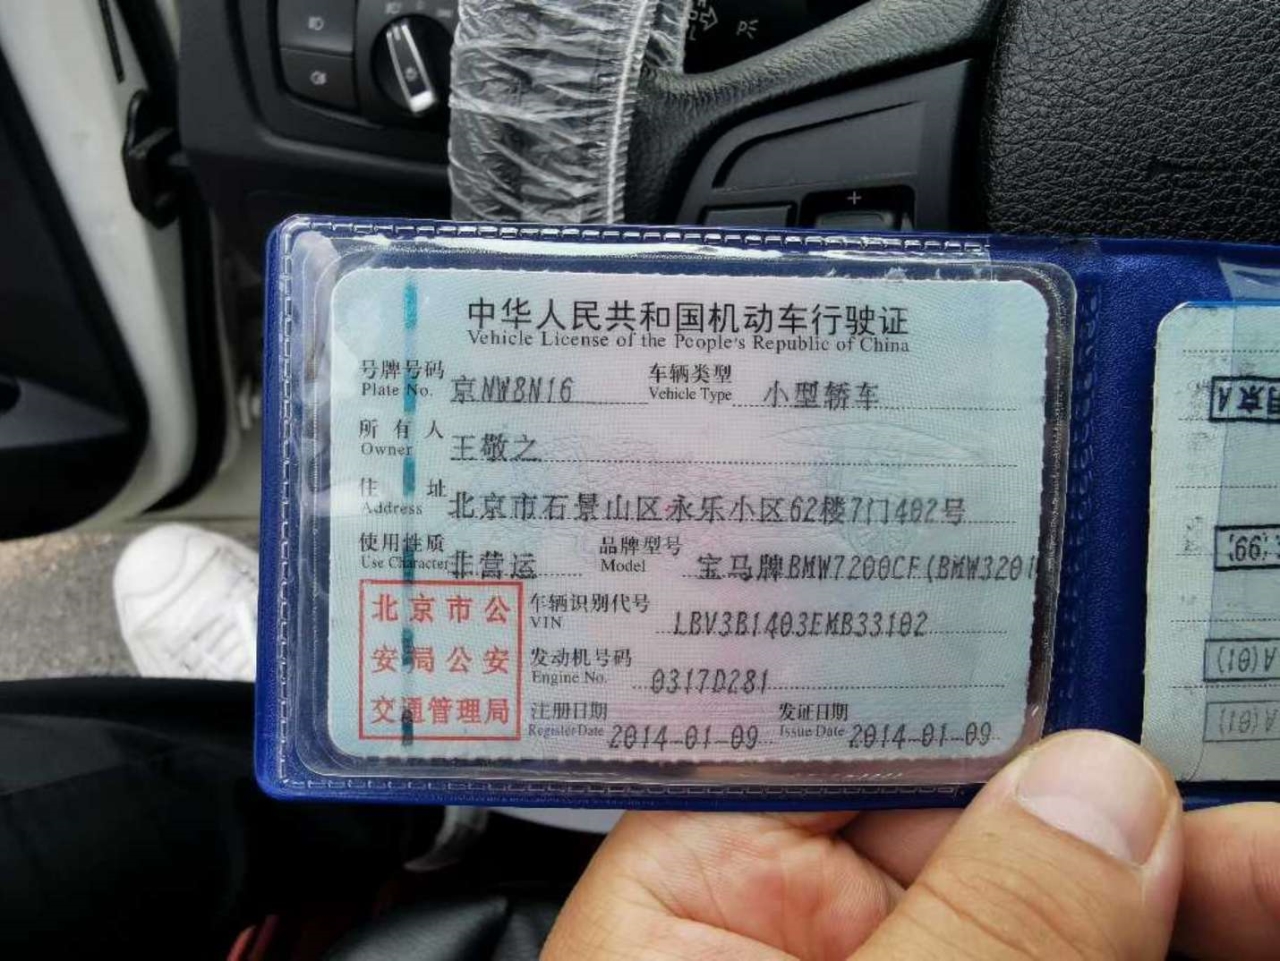 中华人民共和国机动车行驶证
Vehicle License of the People's Republic of China
号牌号码 京NW8N16 车辆类型 小型轿车
Plate No. Vehicle Type
所有人 王敬之
Owner
住址 北京市石景山区永乐小区62楼7门402号
Address
使用性质 非营运 品牌型号 宝马牌BMW7200CF(BMW320i
Use Character Model
车辆识别代号 LBV3B1403EMB33102
VIN
发动机号码 0317D281
Engine No.
注册日期 2014-01-09 发证日期 2014-01-09
Register Date Issue Date
北京市公
安局公安
交通管理局